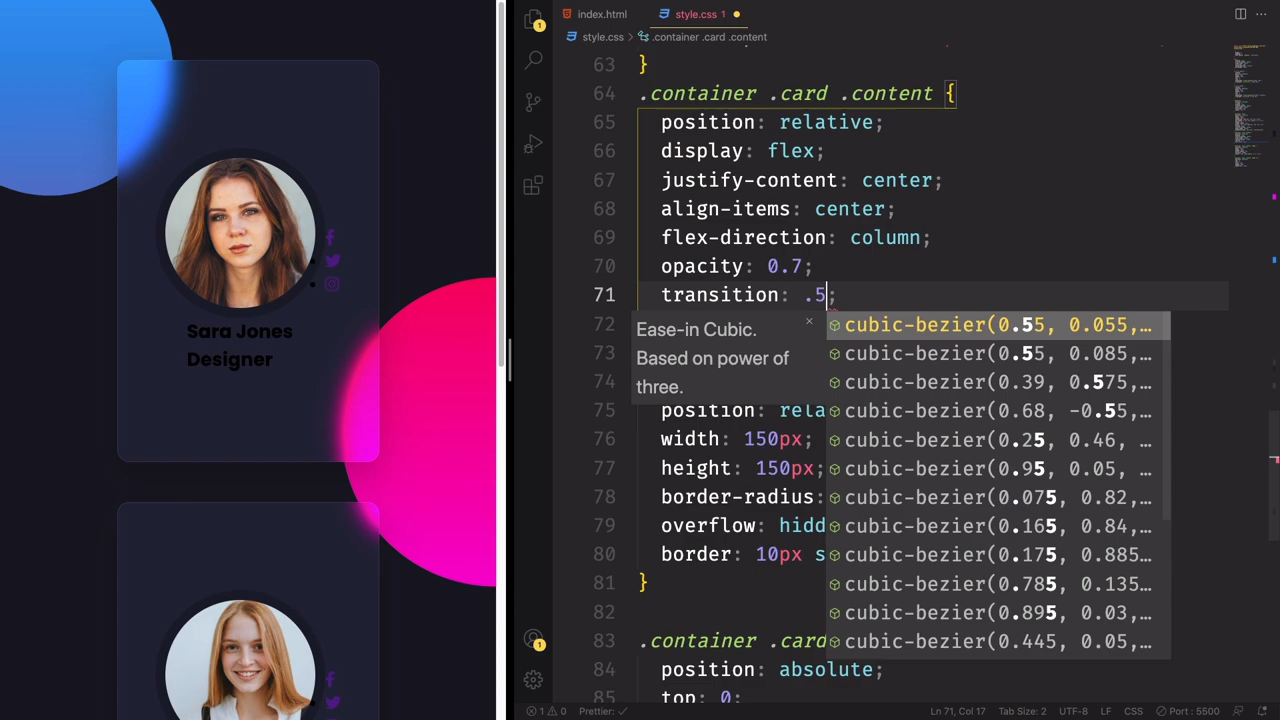 Sara Jones
Designer
index.html
style.css 1
style.css
.container .card .content
63 }
64 .container .card .content {
65 position: relative;
66 display: flex;
67 justify-content: center;
68 align-items: center;
69 flex-direction: column;
70 opacity: 0.7;
71 transition: .5;
72
73
74
75 position: rela
76 width: 150px;
77 height: 150px;
78 border-radius:
79 overflow: hidd
80 border: 10px s
81 }
82
83 .container .card
84 position: absolute;
85 top: 0;
Ease-in Cubic.
Based on power of
three.
×
cubic-bezier(0.55, 0.055,…
cubic-bezier(0.55, 0.085,…
cubic-bezier(0.39, 0.575,…
cubic-bezier(0.68, -0.55,…
cubic-bezier(0.25, 0.46, …
cubic-bezier(0.95, 0.05, …
cubic-bezier(0.075, 0.82,…
cubic-bezier(0.165, 0.84,…
cubic-bezier(0.175, 0.885…
cubic-bezier(0.785, 0.135…
cubic-bezier(0.895, 0.03,…
cubic-bezier(0.445, 0.05,…
1
1
1 0
Prettier: ✓
Ln 71, Col 17
Tab Size: 2
UTF-8
LF
CSS
Port : 5500